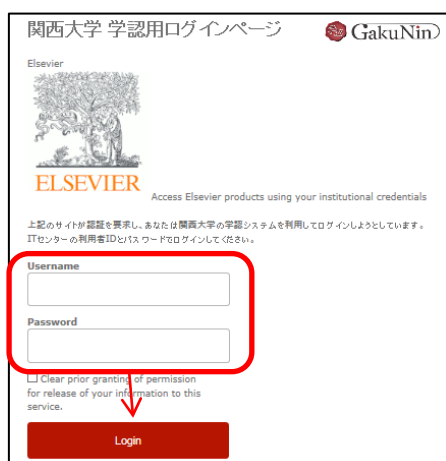 関西大学 学認用ログインページ
GakuNin
Elsevier
ELSEVIER
Access Elsevier products using your institutional credentials
上記のサイトが認証を要求し、あなたは関西大学の学認システムを利用してログインしようとしています。
ITセンターの利用者IDとパスワードでログインしてください。
Username
Password
Clear prior granting of permission
for release of your information to this
service.
Login